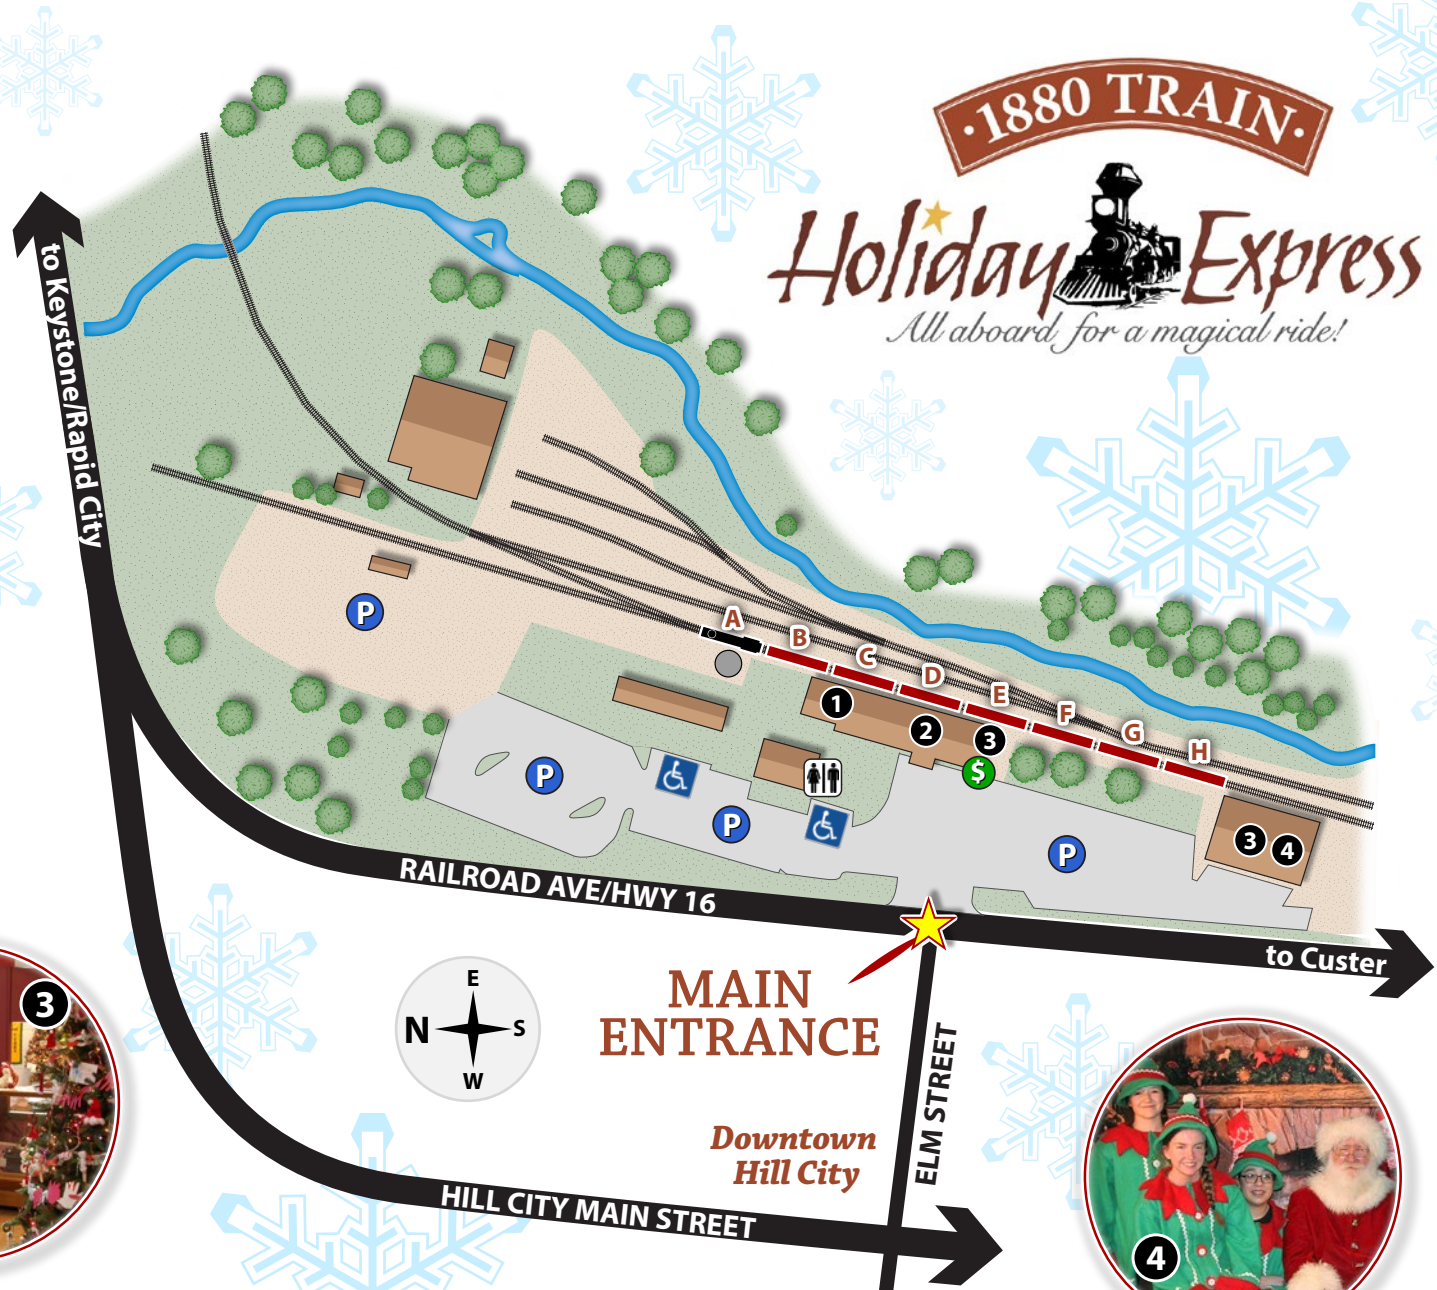 1880 TRAIN
Holiday Express
All aboard for a magical ride!
to Keystone/Rapid City
A
B
C
D
E
F
G
H
1
2
3
$
P
P
P
P
3
4
RAILROAD AVE/HWY 16
to Custer
MAIN
ENTRANCE
E
N
S
W
ELM STREET
Downtown
Hill City
HILL CITY MAIN STREET
3
4